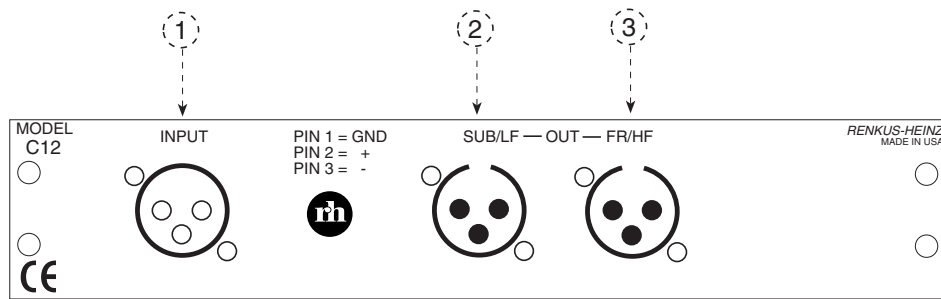 1
2
3
MODEL
C12
INPUT
PIN 1 = GND
PIN 2 = +
PIN 3 = -
rh
SUB/LF — OUT — FR/HF
RENKUS-HEINZ
MADE IN USA
CE